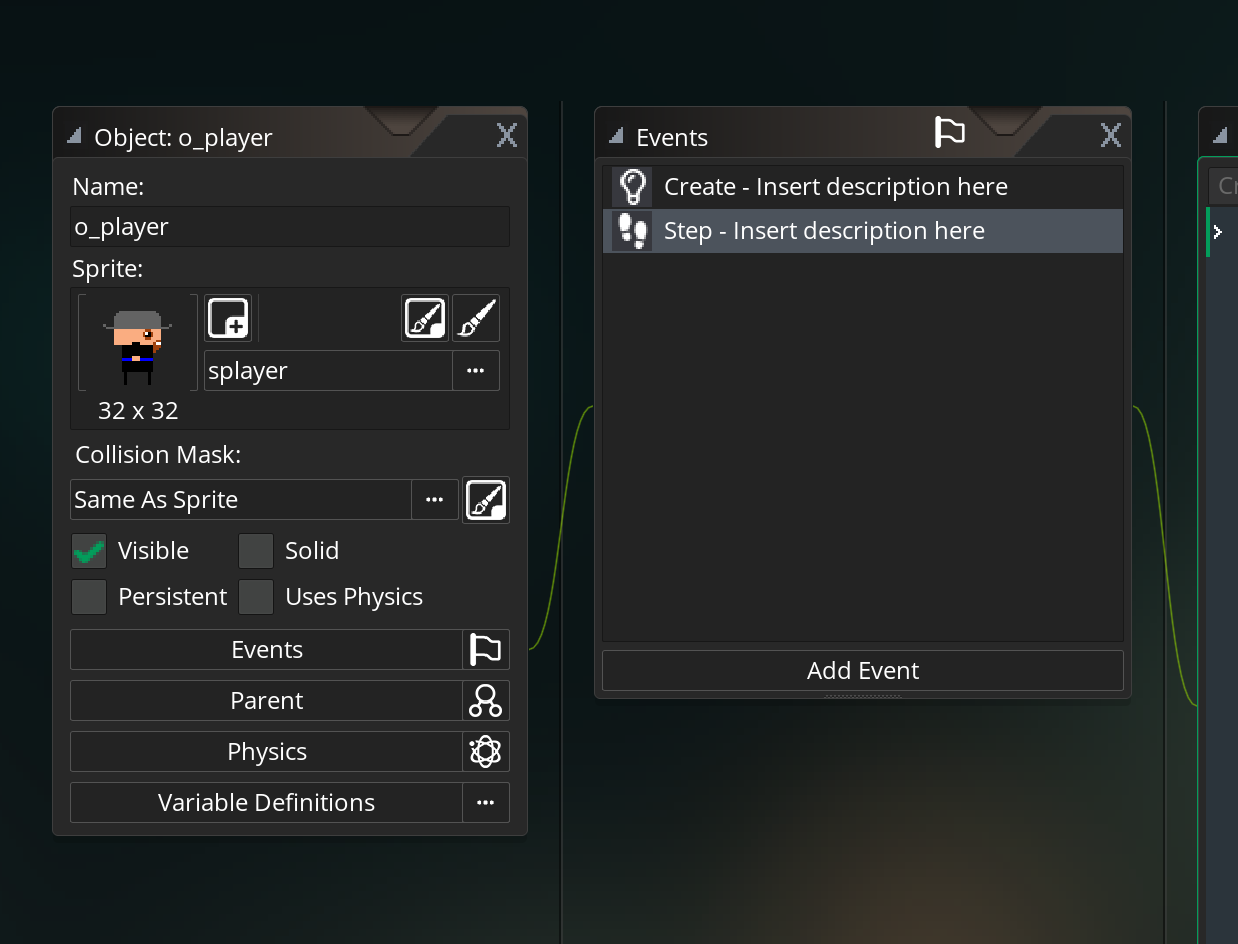 Object: o_player
Name:
o_player
Sprite:
splayer
...
32 x 32
Collision Mask:
Same As Sprite
...
Visible
Solid
Persistent
Uses Physics
Events
Parent
Physics
Variable Definitions
...
Events
Create - Insert description here
Step - Insert description here
Add Event
Cr